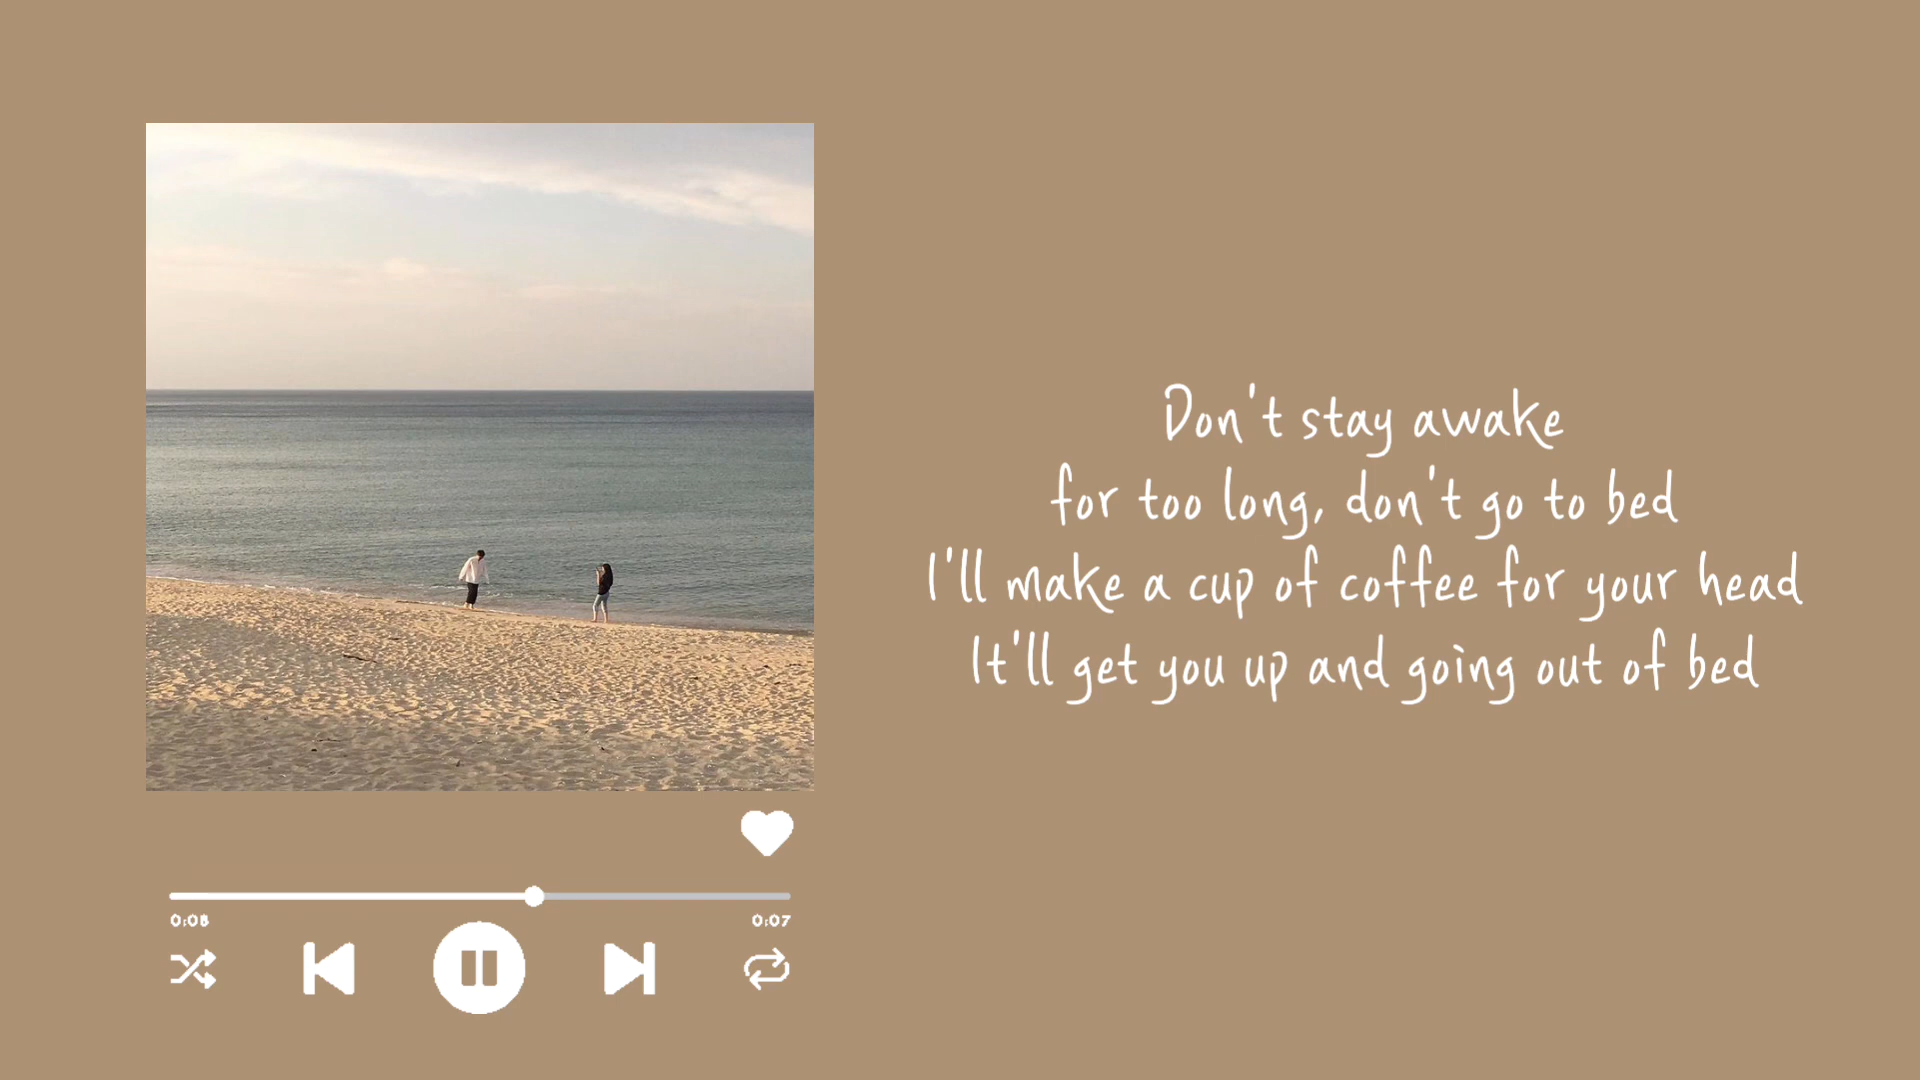 Don't stay awake
for too long, don't go to bed
I'll make a cup of coffee for your head
It'll get you up and going out of bed
0:08
0:07